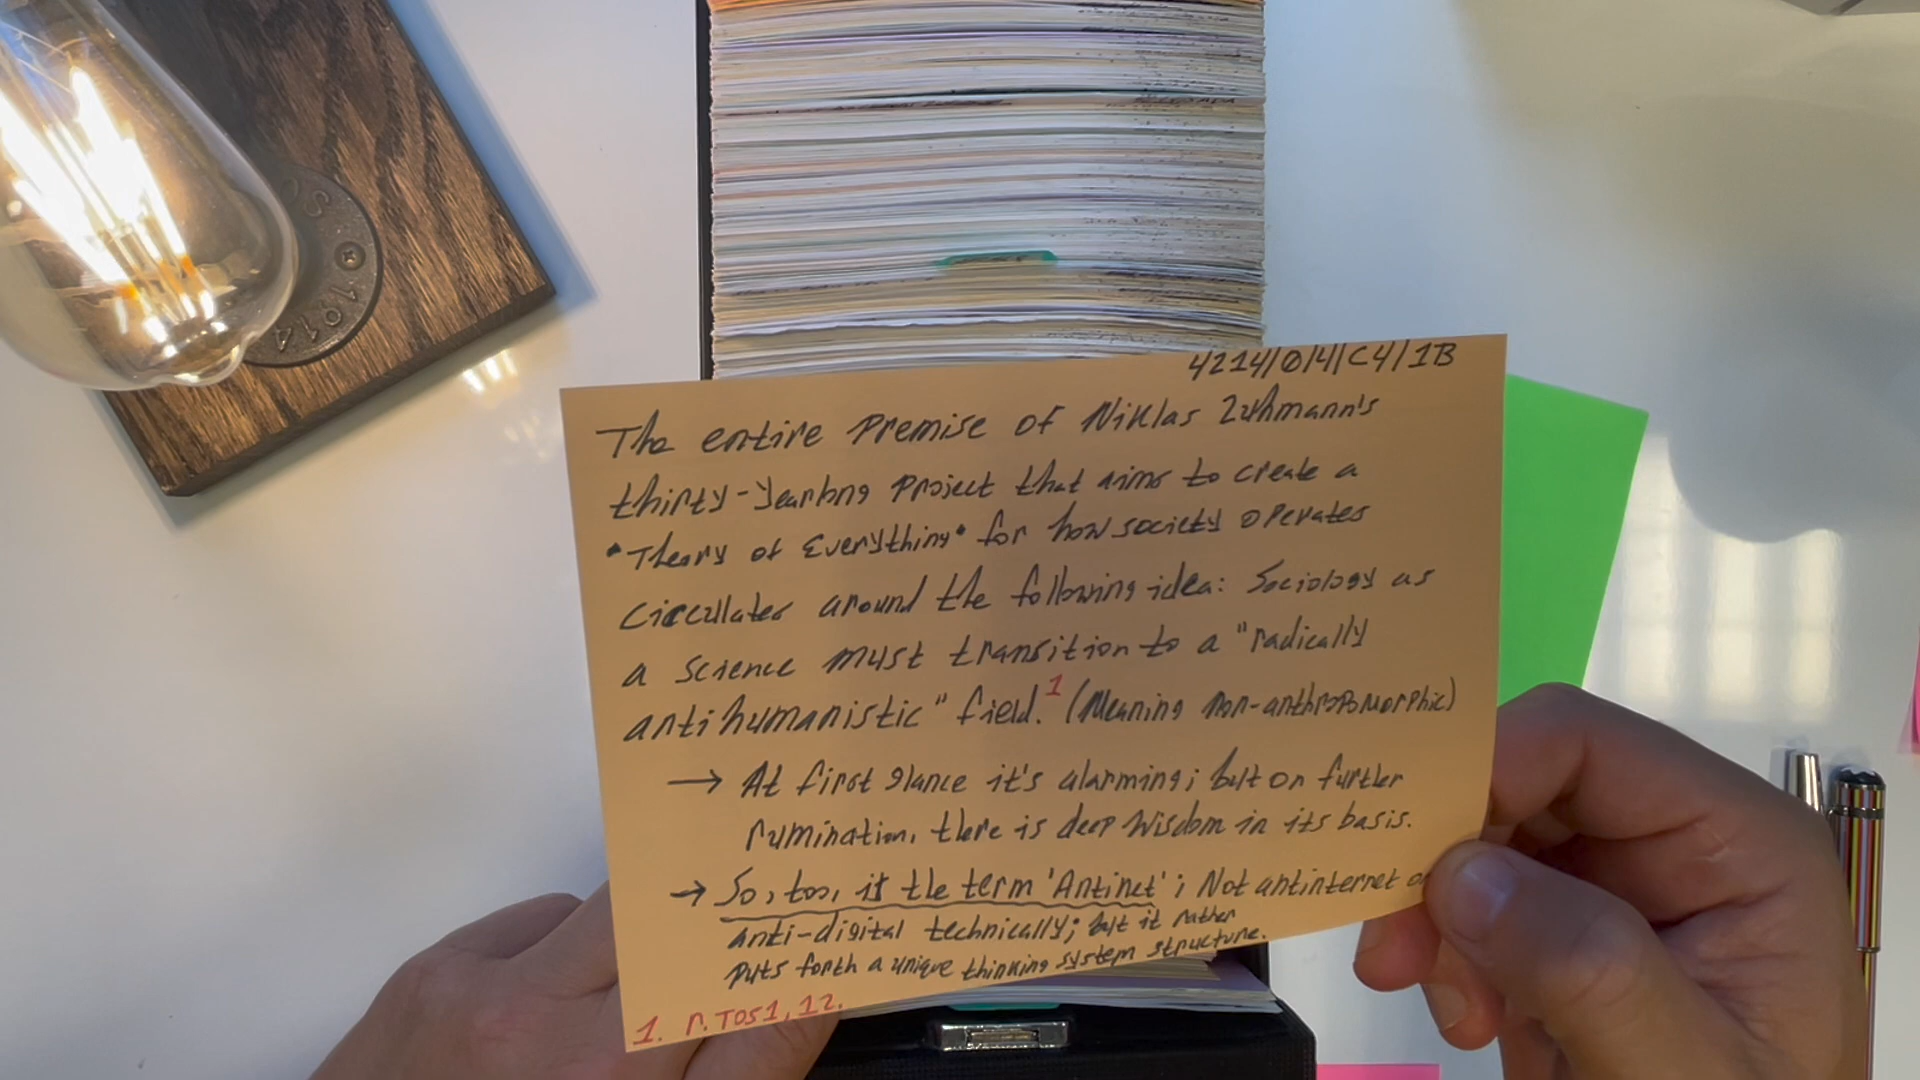 4214/0/4/C4/1B
The entire Premise of Niklas Luhmann's
thirty-yearlong Project that aims to create a
"Theory of Everything" for how society operates
Circulates around the following idea: Sociology as
a science must transition to a "radically
antihumanistic" field.1 (Meaning non-anthropomorphic)
→ At first glance it's alarming; but on further
rumination, there is deep wisdom in its basis.
→ So, too, is the term 'Antinet'; Not antinternet
anti-digital technically; but it rather
puts forth a unique thinking system structure.
1. r.TOS1, 12.
CS
1914